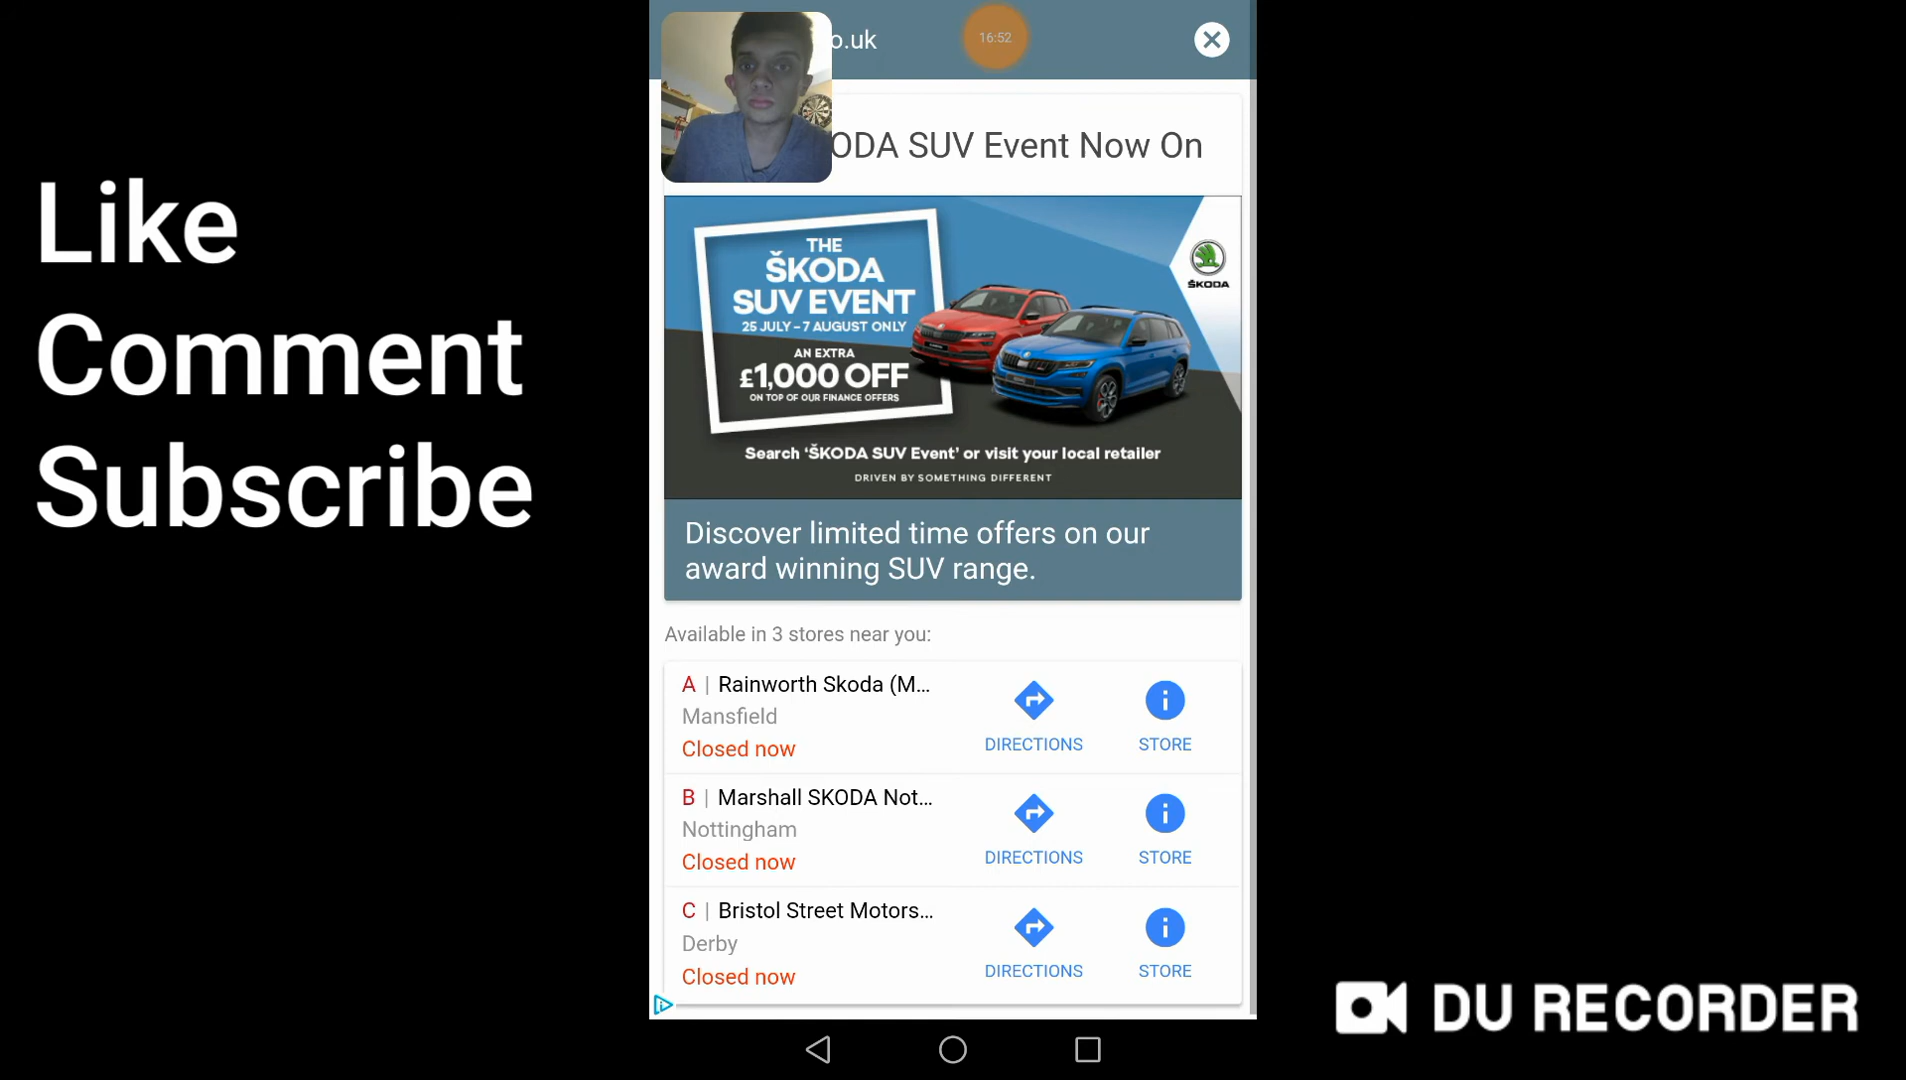 Like
Comment
Subscribe
o.uk
16:52
ODA SUV Event Now On
THE
ŠKODA
SUV EVENT
25 JULY – 7 AUGUST ONLY
AN EXTRA
£1,000 OFF
ON TOP OF OUR FINANCE OFFERS
ŠKODA
Search ‘ŠKODA SUV Event’ or visit your local retailer
DRIVEN BY SOMETHING DIFFERENT
Discover limited time offers on our
award winning SUV range.
Available in 3 stores near you:
A | Rainworth Skoda (M...
Mansfield
Closed now
DIRECTIONS
STORE
B | Marshall SKODA Not...
Nottingham
Closed now
DIRECTIONS
STORE
C | Bristol Street Motors...
Derby
Closed now
DIRECTIONS
STORE
DU RECORDER